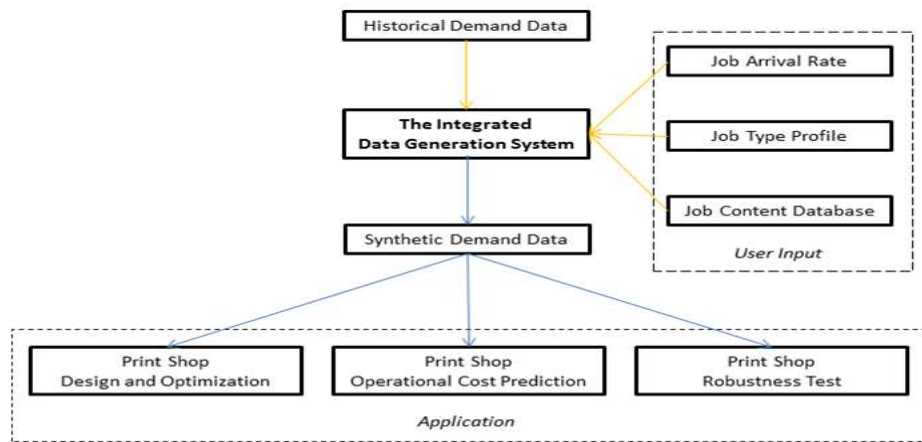 Historical Demand Data
Job Arrival Rate
The Integrated
Data Generation System
Job Type Profile
Job Content Database
User Input
Synthetic Demand Data
Print Shop
Design and Optimization
Print Shop
Operational Cost Prediction
Print Shop
Robustness Test
Application